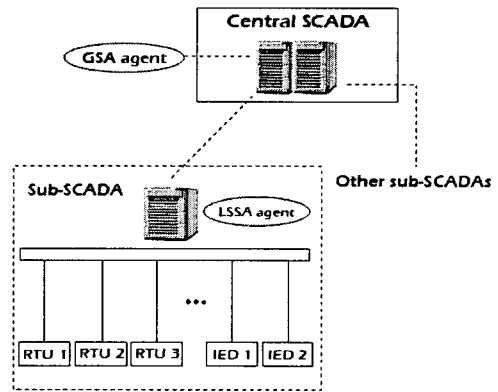 Central SCADA
GSA agent
Other sub-SCADAs
Sub-SCADA
LSSA agent
...
RTU 1 RTU 2 RTU 3 IED 1 IED 2